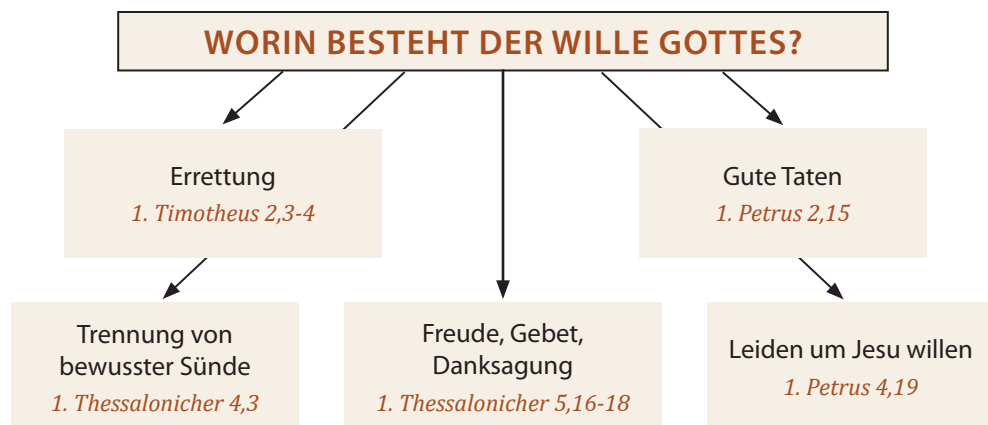 WORIN BESTEHT DER WILLE GOTTES?
Errettung
1. Timotheus 2,3-4
Gute Taten
1. Petrus 2,15
Trennung von
bewusster Sünde
1. Thessalonicher 4,3
Freude, Gebet,
Danksagung
1. Thessalonicher 5,16-18
Leiden um Jesu willen
1. Petrus 4,19